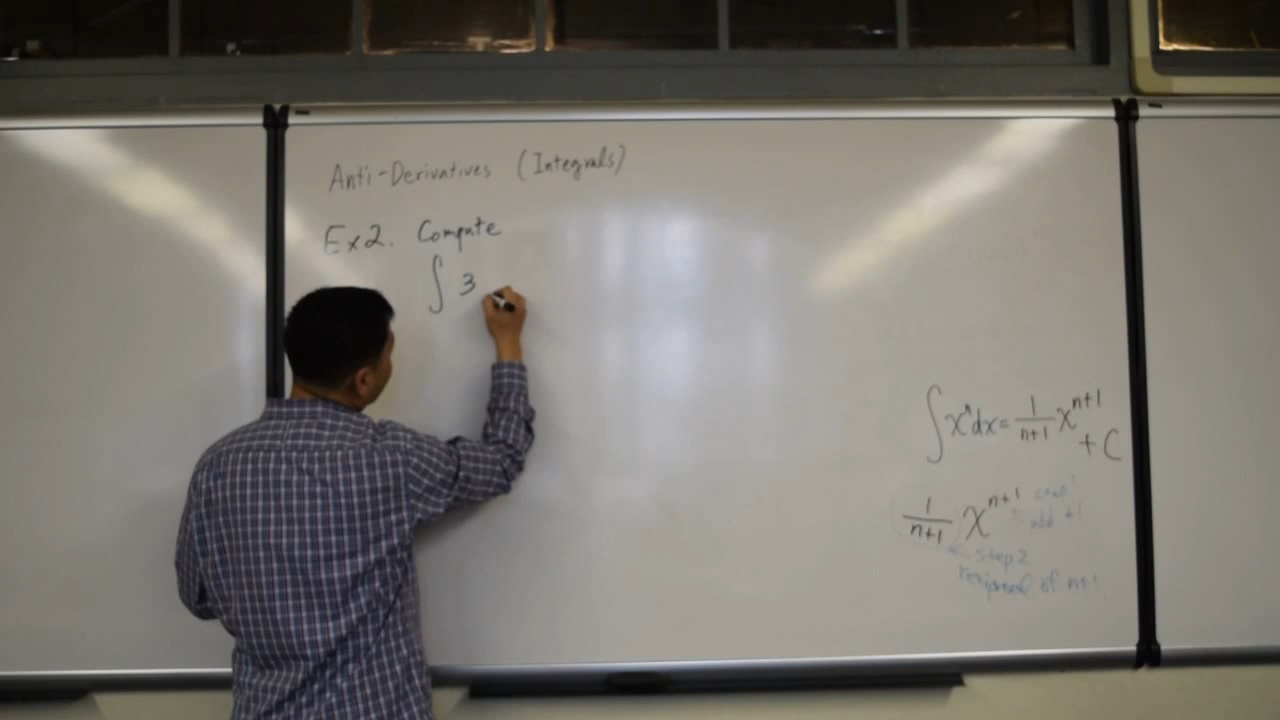 Anti-Derivatives (Integrals)
Ex2. Compute
∫ 3
∫xⁿdx = 1/(n+1) xⁿ⁺¹
+ C
1/(n+1) xⁿ⁺¹
add +1
step 2
reciprocal of n+1